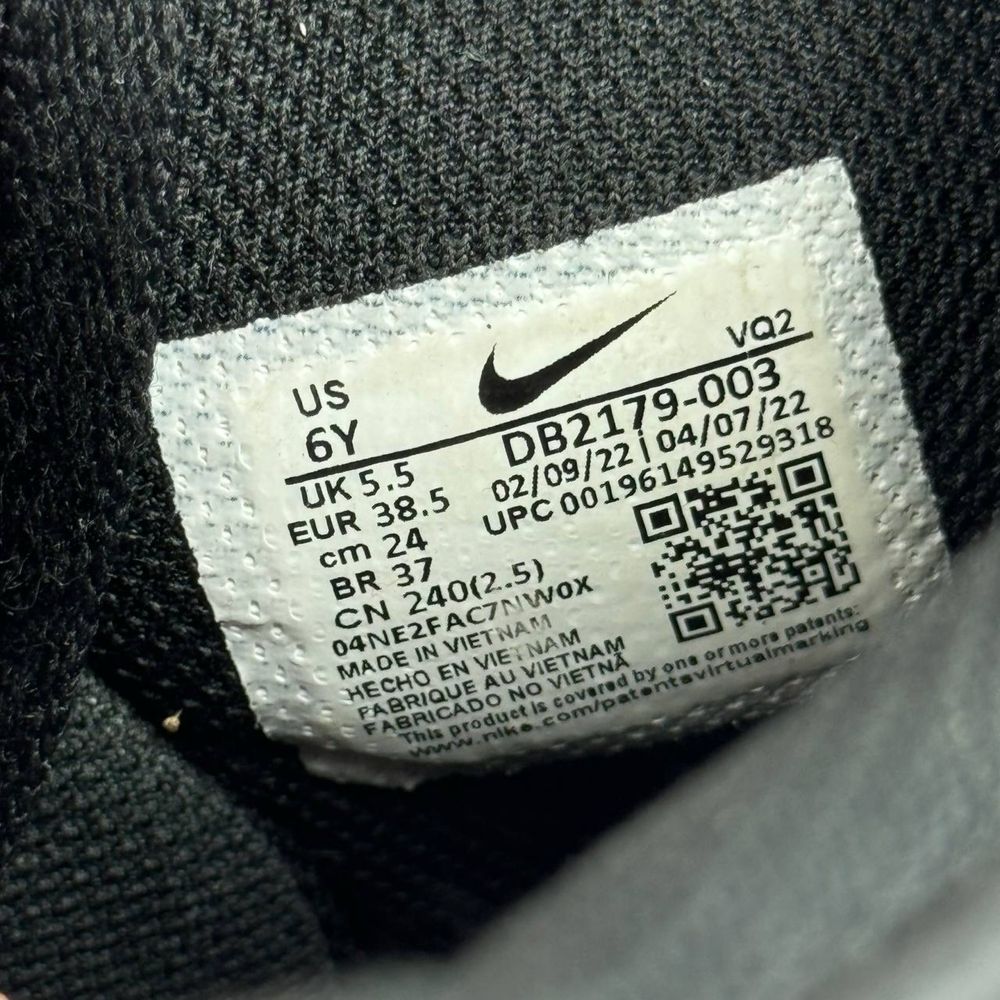 US
6Y
VQ2
UK 5.5
EUR 38.5
cm 24
BR 37
CN 240(2.5)
DB2179-003
02/09/22|04/07/22
UPC 00196149529318
04NE2FAC7NW0X
MADE IN VIETNAM
HECHO EN VIETNAM
FABRIQUE AU VIETNAM
FABRICADO NO VIETNÃ
This product is covered by one or more patents:
www.nike.com/patentsvirtualmarking